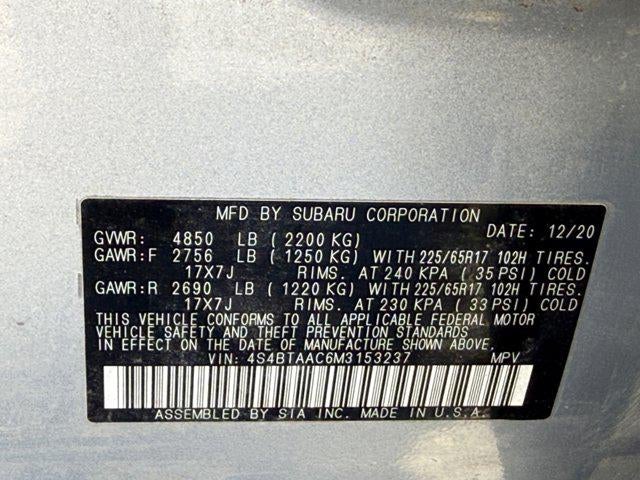 MFD BY SUBARU CORPORATION
GVWR: 4850 LB ( 2200 KG) DATE: 12/20
GAWR:F 2756 LB ( 1250 KG) WITH 225/65R17 102H TIRES.
17X7J RIMS. AT 240 KPA ( 35 PSI) COLD
GAWR:R 2690 LB ( 1220 KG) WITH 225/65R17 102H TIRES.
17X7J RIMS. AT 230 KPA ( 33 PSI) COLD
THIS VEHICLE CONFORMS TO ALL APPLICABLE FEDERAL MOTOR
VEHICLE SAFETY AND THEFT PREVENTION STANDARDS
IN EFFECT ON THE DATE OF MANUFACTURE SHOWN ABOVE.
VIN: 4S4BTAAC6M3153237 MPV
ASSEMBLED BY SIA INC. MADE IN U.S.A.